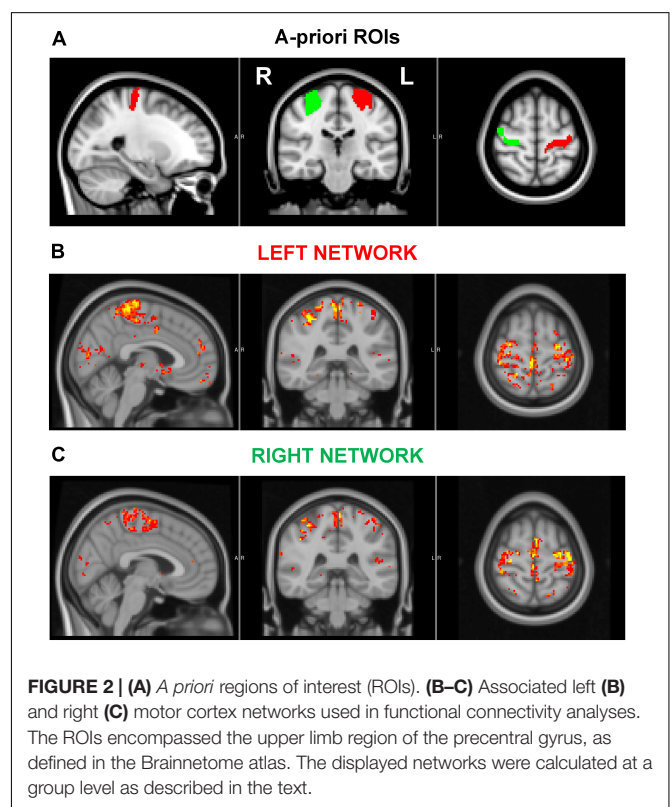 A
A-priori ROIs
R
L
A R
L R
B
LEFT NETWORK
A R
L R
C
RIGHT NETWORK
A R
L R
FIGURE 2 | (A) A priori regions of interest (ROIs). (B–C) Associated left (B)
and right (C) motor cortex networks used in functional connectivity analyses.
The ROIs encompassed the upper limb region of the precentral gyrus, as
defined in the Brainnetome atlas. The displayed networks were calculated at a
group level as described in the text.